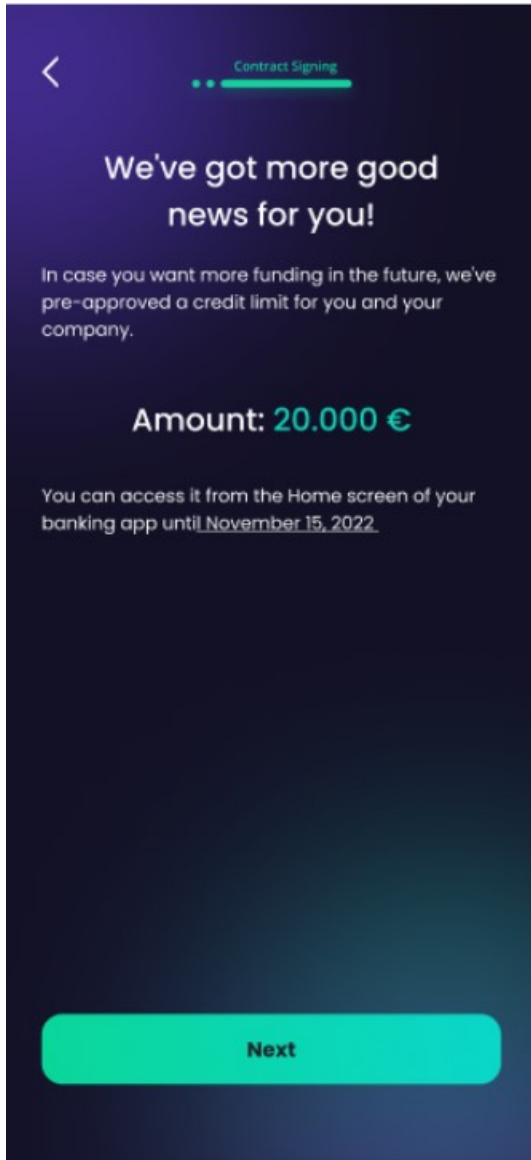 Contract Signing
We've got more good
news for you!
In case you want more funding in the future, we've
pre-approved a credit limit for you and your
company.
Amount: 20.000 €
You can access it from the Home screen of your
banking app until November 15, 2022
Next